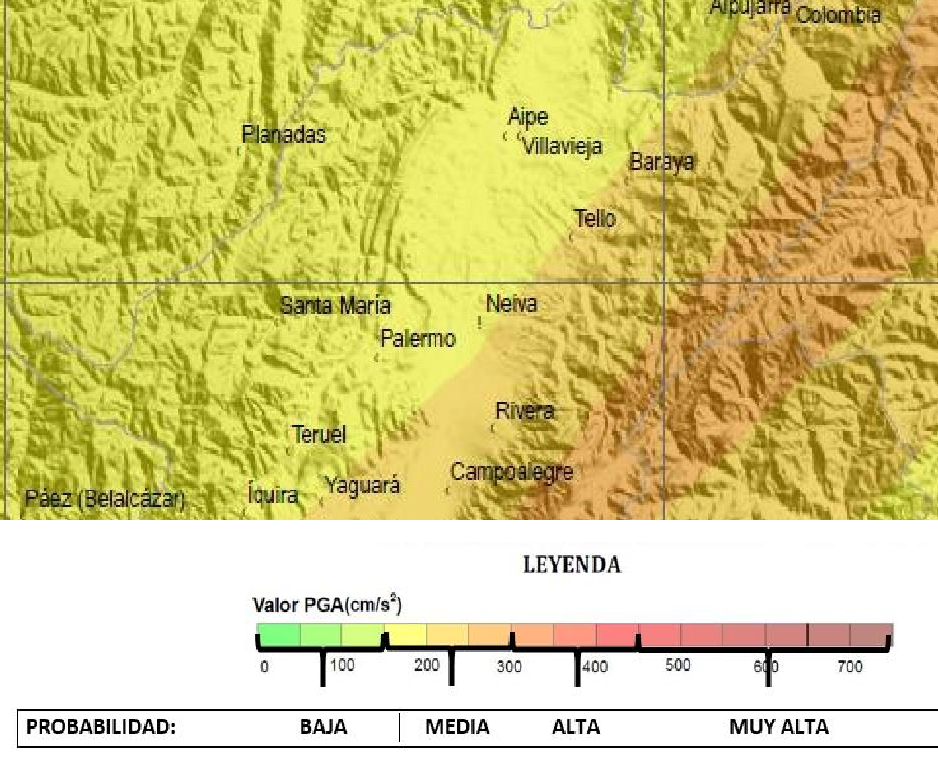 Alpujarra
Colombia
Aipe
Planadas
Villavieja
Baraya
Tello
Santa María
Neiva
Palermo
Rivera
Teruel
Campoalegre
Yaguará
Íquira
Páez (Belalcázar)
LEYENDA
Valor PGA(cm/s²)
0 100 200 300 400 500 600 700
PROBABILIDAD: BAJA MEDIA ALTA MUY ALTA